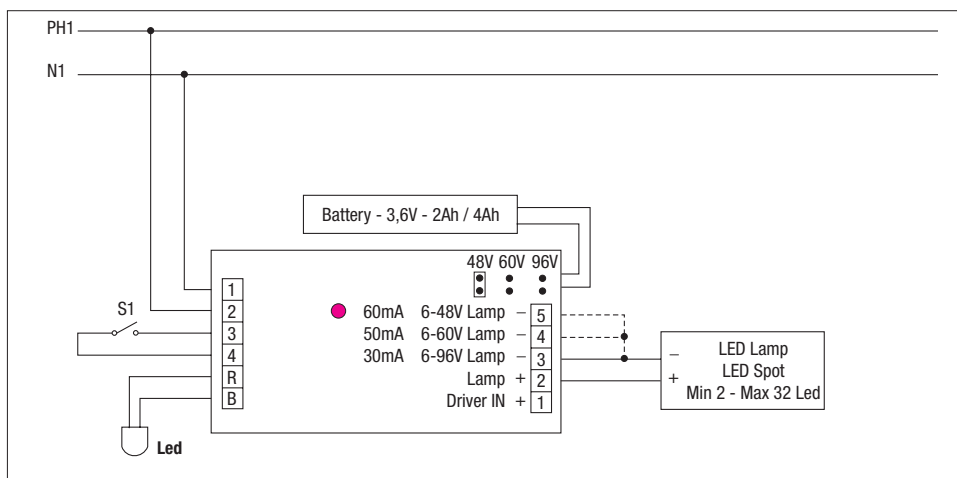 PH1
N1
Battery - 3,6V - 2Ah / 4Ah
48V 60V 96V
1
2
3
4
R
B
S1
Led
60mA 6-48V Lamp – 5
50mA 6-60V Lamp – 4
30mA 6-96V Lamp – 3
Lamp + 2
Driver IN + 1
– LED Lamp
LED Spot
+ Min 2 - Max 32 Led